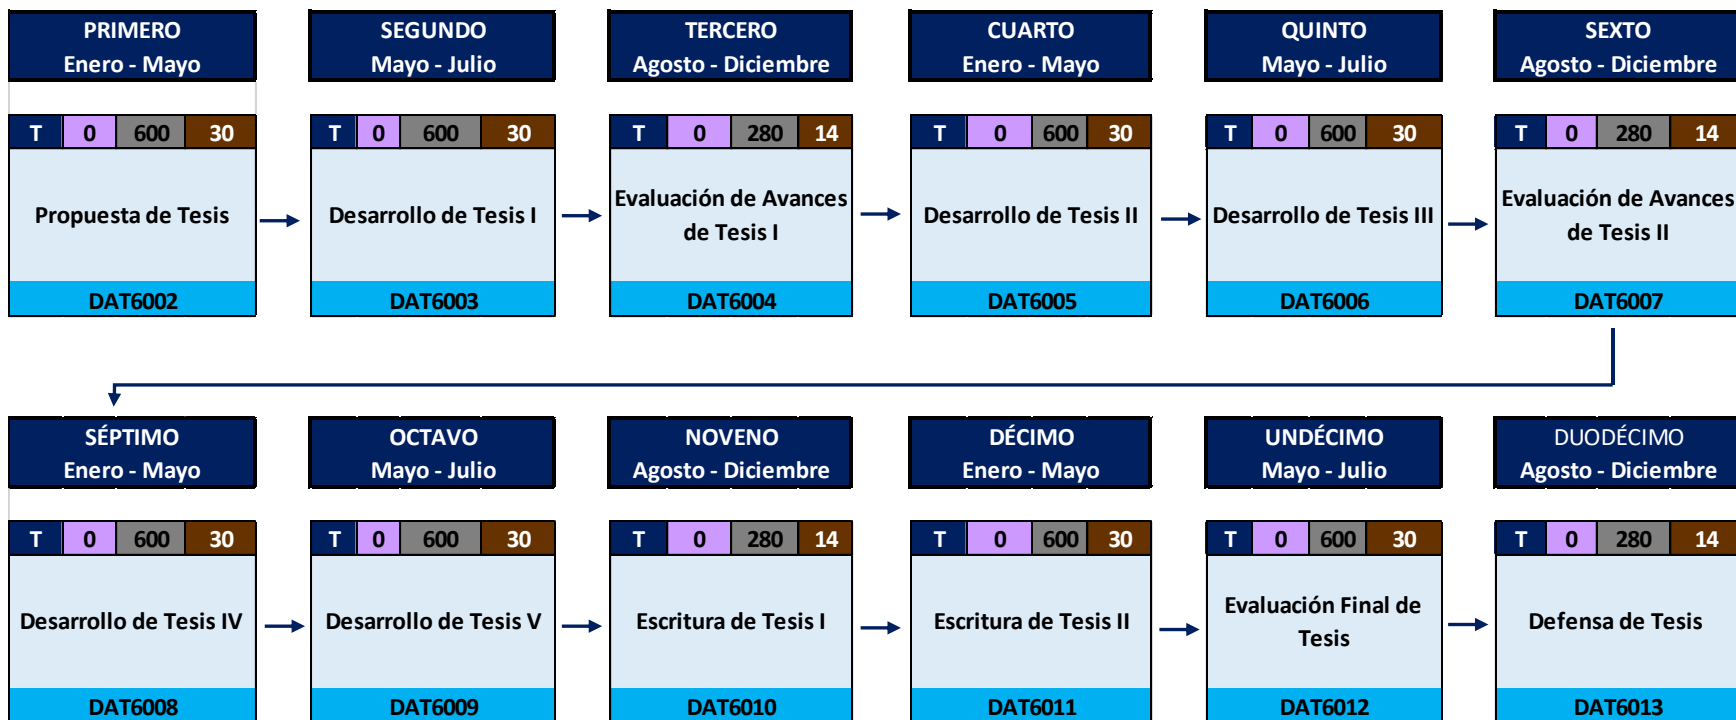 PRIMERO
Enero - Mayo
SEGUNDO
Mayo - Julio
TERCERO
Agosto - Diciembre
CUARTO
Enero - Mayo
QUINTO
Mayo - Julio
SEXTO
Agosto - Diciembre
T 0 600 30
Propuesta de Tesis
DAT6002
T 0 600 30
Desarrollo de Tesis I
DAT6003
T 0 280 14
Evaluación de Avances
de Tesis I
DAT6004
T 0 600 30
Desarrollo de Tesis II
DAT6005
T 0 600 30
Desarrollo de Tesis III
DAT6006
T 0 280 14
Evaluación de Avances
de Tesis II
DAT6007
SÉPTIMO
Enero - Mayo
OCTAVO
Mayo - Julio
NOVENO
Agosto - Diciembre
DÉCIMO
Enero - Mayo
UNDÉCIMO
Mayo - Julio
DUODÉCIMO
Agosto - Diciembre
T 0 600 30
Desarrollo de Tesis IV
DAT6008
T 0 600 30
Desarrollo de Tesis V
DAT6009
T 0 280 14
Escritura de Tesis I
DAT6010
T 0 600 30
Escritura de Tesis II
DAT6011
T 0 600 30
Evaluación Final de
Tesis
DAT6012
T 0 280 14
Defensa de Tesis
DAT6013